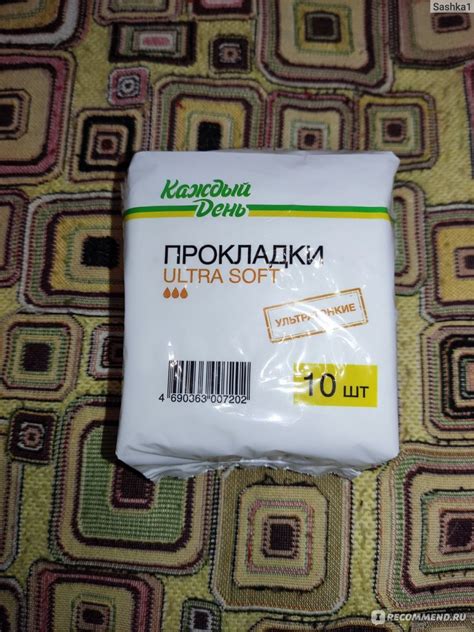 Sashka1
Каждый
День
ПРОКЛАДКИ
ULTRA SOFT
УЛЬТРАТОНКИЕ
4 690363 007202
10 шт
RECOMMEND.RU